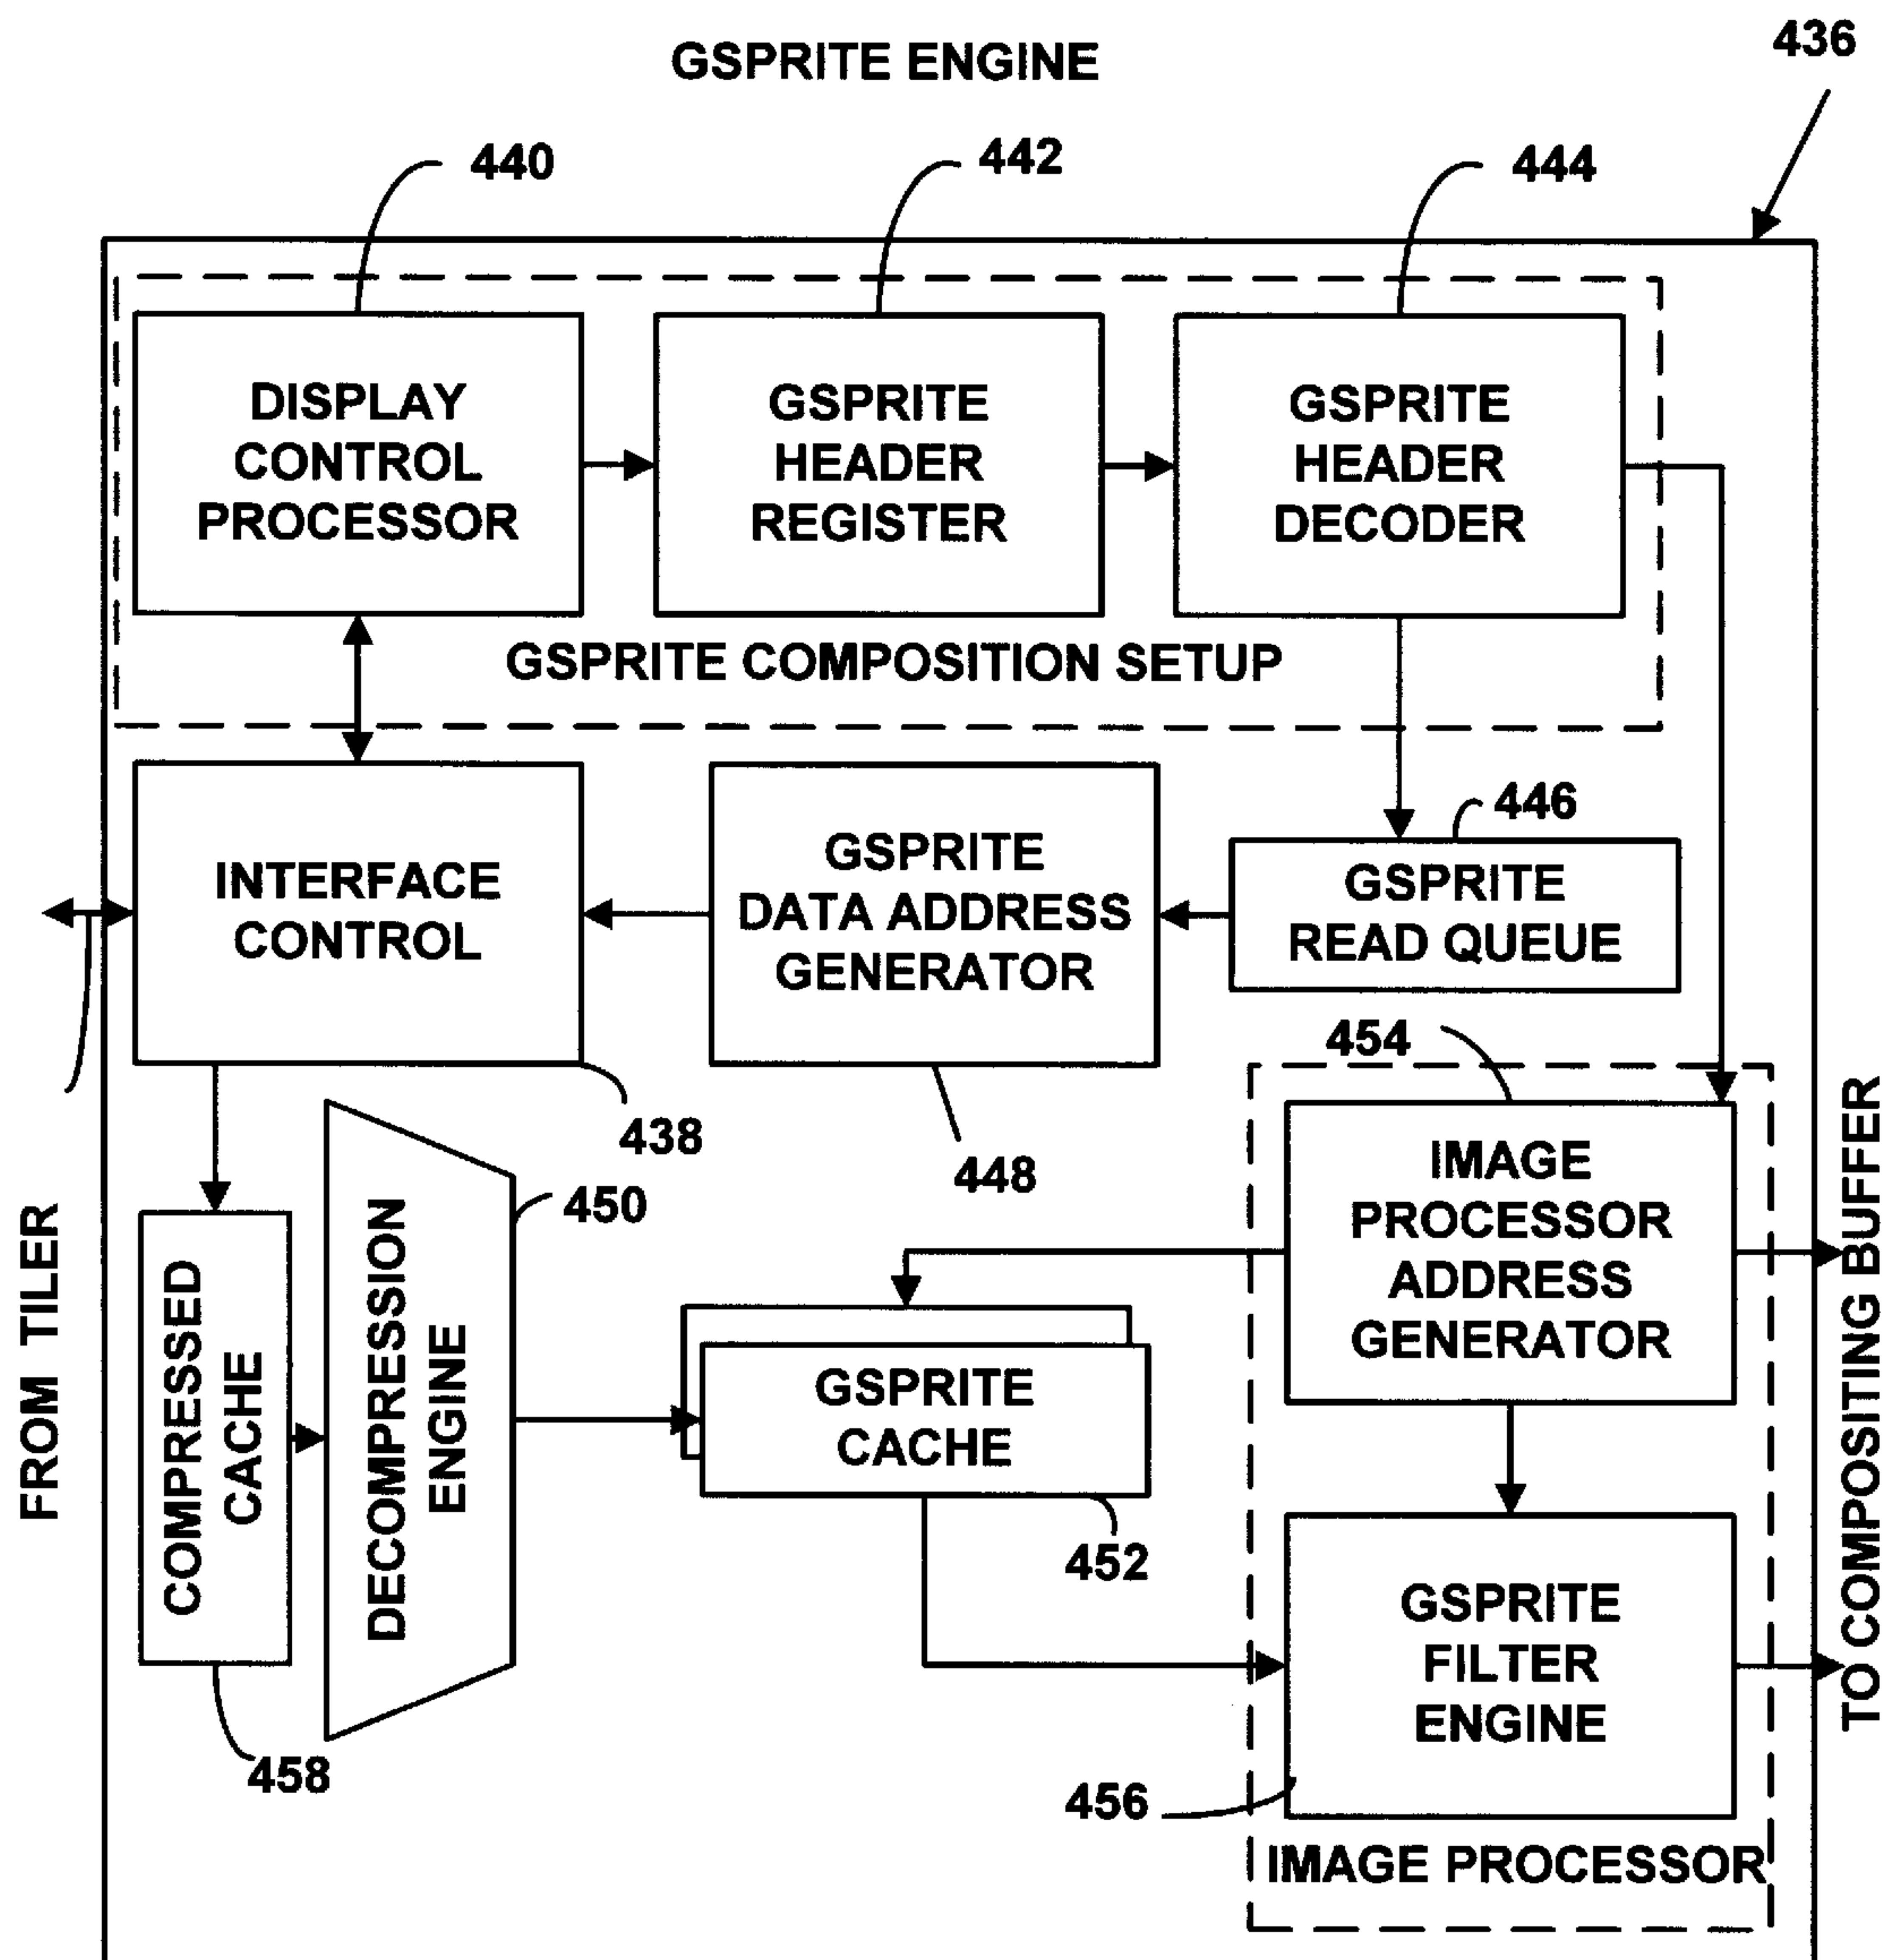 GSPRITE ENGINE
436
440
442
444
DISPLAY
CONTROL
PROCESSOR
GSPRITE
HEADER
REGISTER
GSPRITE
HEADER
DECODER
GSPRITE COMPOSITION SETUP
446
INTERFACE
CONTROL
GSPRITE
DATA ADDRESS
GENERATOR
GSPRITE
READ QUEUE
454
438
448
450
FROM TILER
COMPRESSED
CACHE
DECOMPRESSION
ENGINE
IMAGE
PROCESSOR
ADDRESS
GENERATOR
TO COMPOSITING BUFFER
GSPRITE
CACHE
452
GSPRITE
FILTER
ENGINE
458
456
IMAGE PROCESSOR